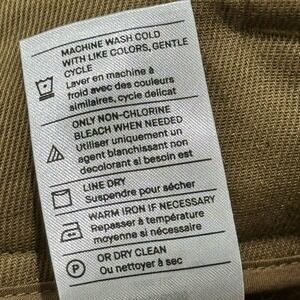 MACHINE WASH COLD
WITH LIKE COLORS, GENTLE
CYCLE
Laver en machine à
froid avec des couleurs
similaires, cycle delicat
ONLY NON-CHLORINE
BLEACH WHEN NEEDED
Utiliser uniquement un
agent blanchissant non
decolorant si besoin est
LINE DRY
Suspendre pour sécher
WARM IRON IF NECESSARY
Repasser à température
moyenne si nécessaire
P
OR DRY CLEAN
Ou nettoyer à sec